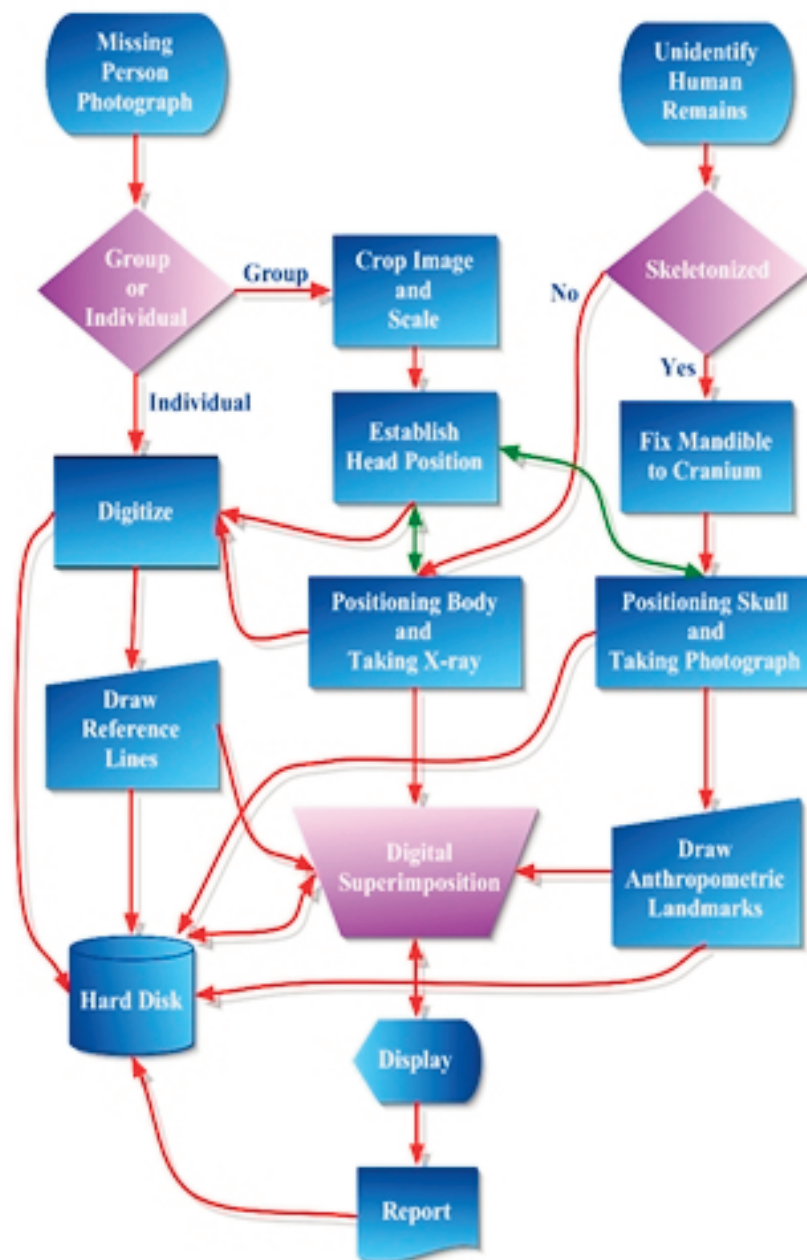 Missing
Person
Photograph
Unidentify
Human
Remains
Group
or
Individual
Group
Crop Image
and
Scale
No
Skeletonized
Yes
Individual
Establish
Head Position
Fix Mandible
to Cranium
Digitize
Positioning Body
and
Taking X-ray
Positioning Skull
and
Taking Photograph
Draw
Reference
Lines
Digital
Superimposition
Draw
Anthropometric
Landmarks
Hard Disk
Display
Report